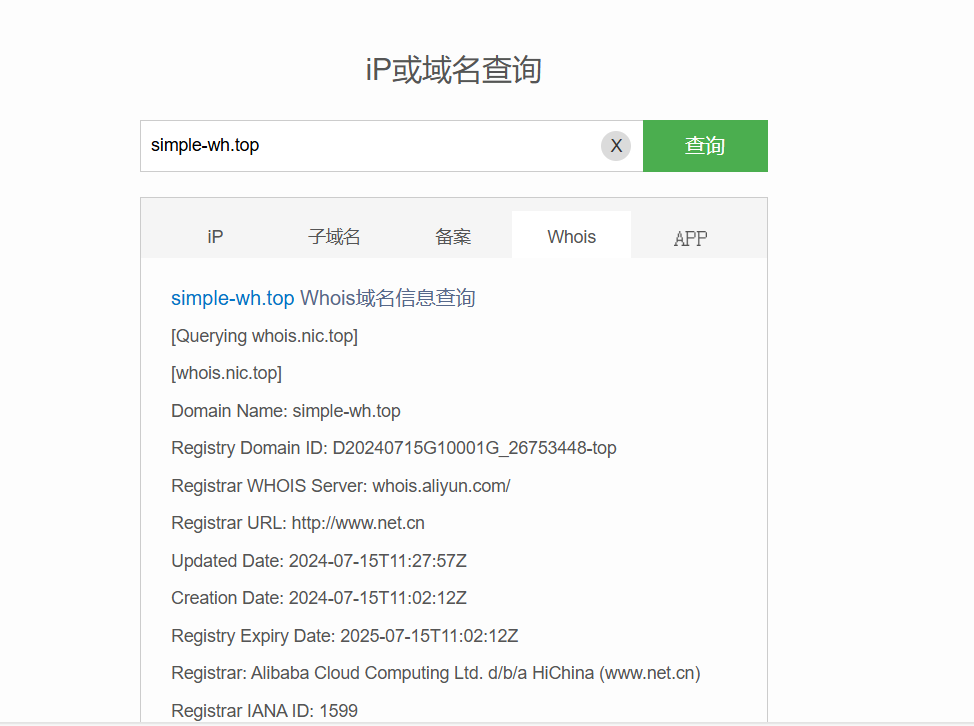 iP或域名查询
simple-wh.top X 查询
iP 子域名 备案 Whois APP
simple-wh.top Whois域名信息查询
[Querying whois.nic.top]
[whois.nic.top]
Domain Name: simple-wh.top
Registry Domain ID: D20240715G10001G_26753448-top
Registrar WHOIS Server: whois.aliyun.com/
Registrar URL: http://www.net.cn
Updated Date: 2024-07-15T11:27:57Z
Creation Date: 2024-07-15T11:02:12Z
Registry Expiry Date: 2025-07-15T11:02:12Z
Registrar: Alibaba Cloud Computing Ltd. d/b/a HiChina (www.net.cn)
Registrar IANA ID: 1599